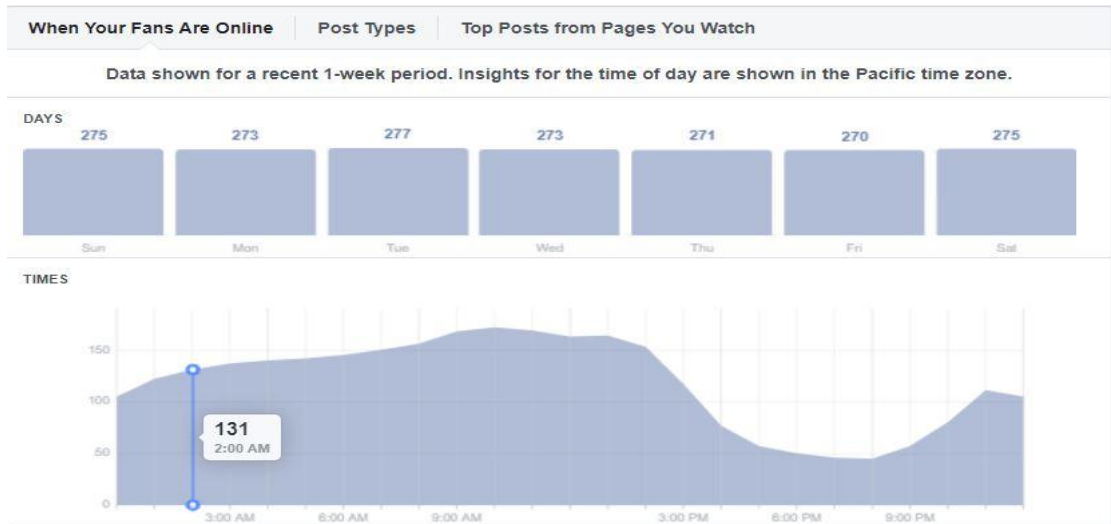 When Your Fans Are Online Post Types Top Posts from Pages You Watch
Data shown for a recent 1-week period. Insights for the time of day are shown in the Pacific time zone.
DAYS
275 273 277 273 271 270 275
Sun Mon Tue Wed Thu Fri Sat
TIMES
150
100
131
2:00 AM
50
0
3:00 AM 6:00 AM 9:00 AM 3:00 PM 6:00 PM 9:00 PM